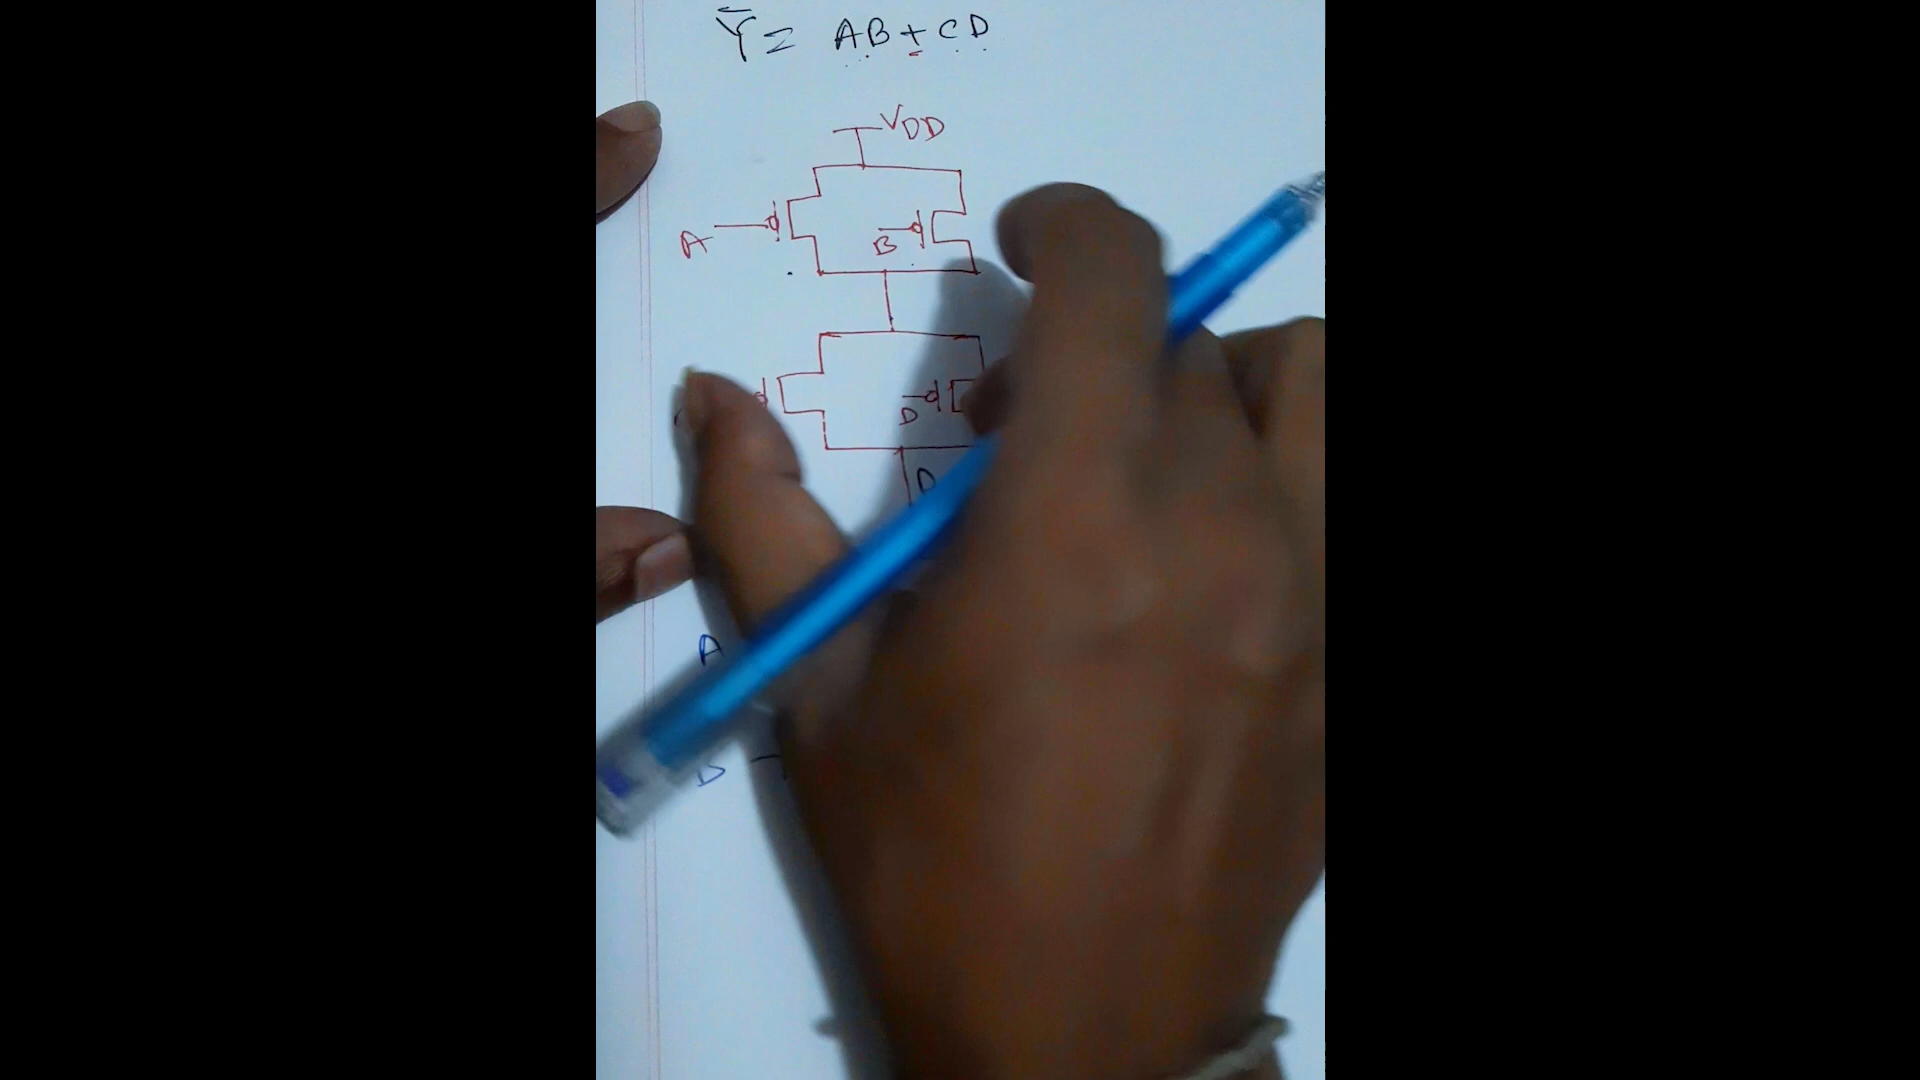 Ȳ = AB + CD
VDD
A
B
D
A